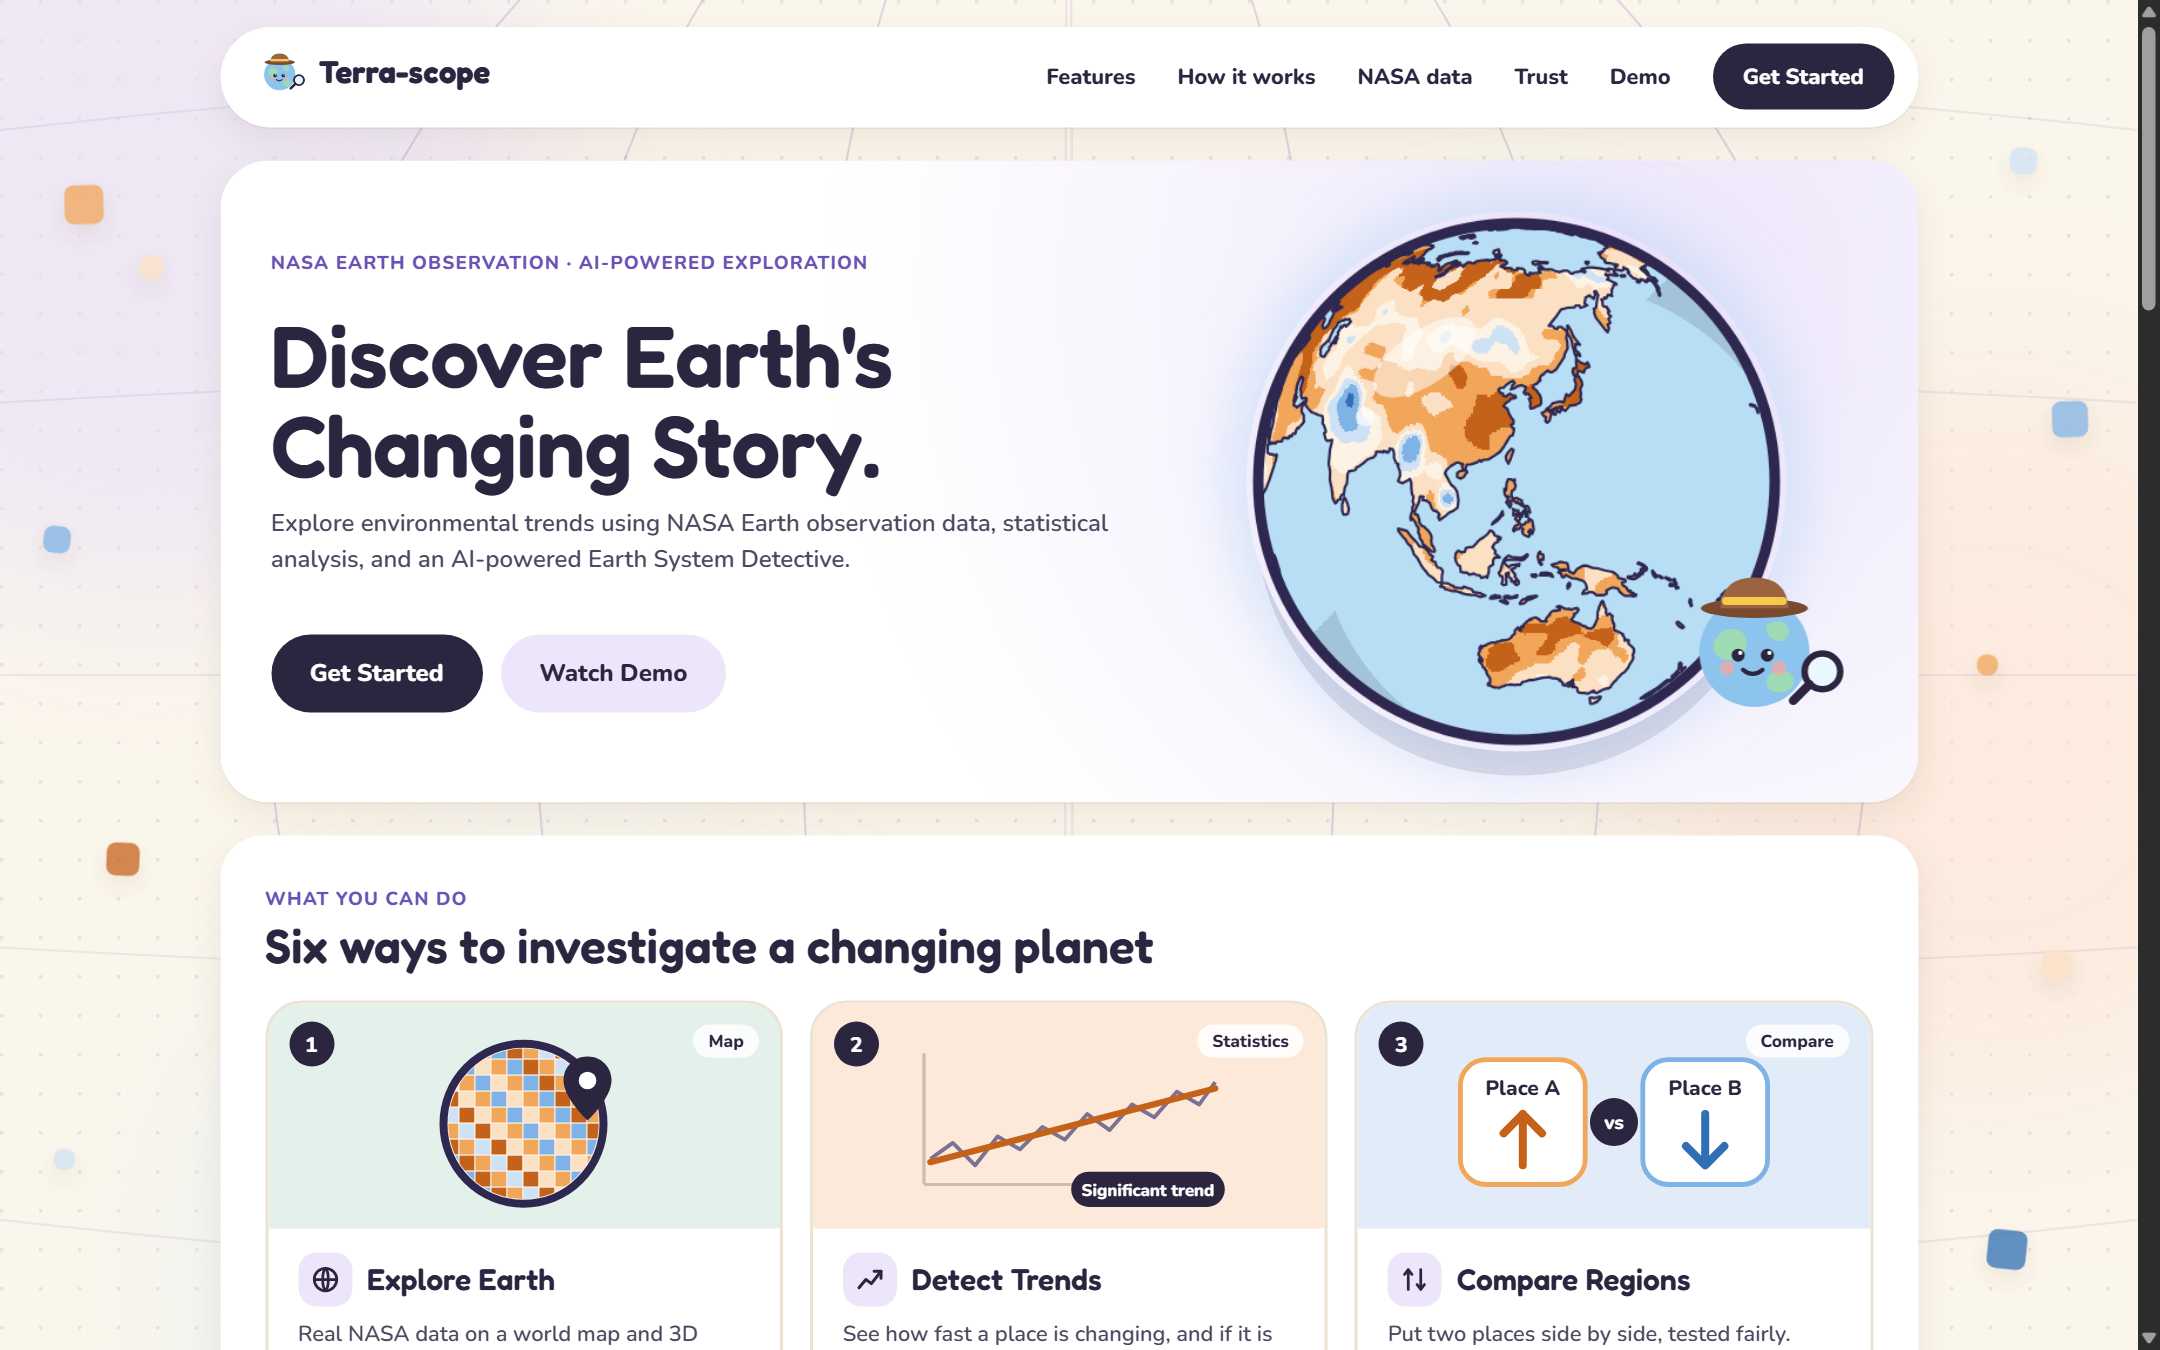 Terra-scope
Features
How it works
NASA data
Trust
Demo
Get Started
NASA EARTH OBSERVATION · AI-POWERED EXPLORATION
Discover Earth's
Changing Story.
Explore environmental trends using NASA Earth observation data, statistical
analysis, and an AI-powered Earth System Detective.
Get Started
Watch Demo
WHAT YOU CAN DO
Six ways to investigate a changing planet
1
Map
Explore Earth
Real NASA data on a world map and 3D
2
Statistics
Significant trend
Detect Trends
See how fast a place is changing, and if it is
3
Compare
Place A
vs
Place B
Compare Regions
Put two places side by side, tested fairly.